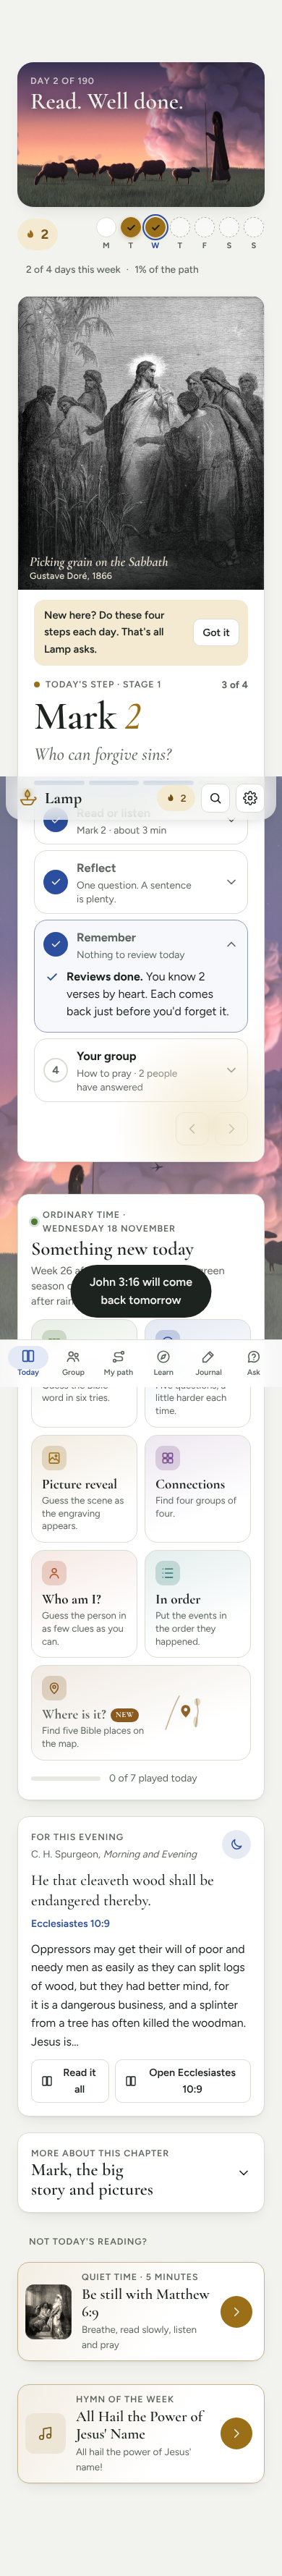 DAY 2 OF 190
Read. Well done.
2
M T W T F S S
2 of 4 days this week · 1% of the path
Picking grain on the Sabbath
Gustave Doré, 1866
New here? Do these four
steps each day. That's all
Lamp asks.
Got it
TODAY'S STEP · STAGE 1
3 of 4
Mark 2
Who can forgive sins?
Lamp
2
Read or listen
Mark 2 · about 3 min
Reflect
One question. A sentence
is plenty.
Remember
Nothing to review today
Reviews done. You know 2
verses by heart. Each comes
back just before you'd forget it.
4
Your group
How to pray · 2 people
have answered
ORDINARY TIME ·
WEDNESDAY 18 NOVEMBER
Something new today
Week 26
season
after
John 3:16 will come
back tomorrow
Today
Group
My path
Learn
Journal
Ask
word in six tries.
little longer each
time.
Picture reveal
Guess the scene as
the engraving
appears.
Connections
Find four groups of
four.
Who am I?
Guess the person in
as few clues as you
can.
In order
Put the events in
the order they
happened.
Where is it? NEW
Find five Bible places on
the map.
0 of 7 played today
FOR THIS EVENING
C. H. Spurgeon, Morning and Evening
He that cleaveth wood shall be
endangered thereby.
Ecclesiastes 10:9
Oppressors may get their will of poor and
needy men as easily as they can split logs
of wood, but they had better mind, for
it is a dangerous business, and a splinter
from a tree has often killed the woodman.
Jesus is...
Read it
all
Open Ecclesiastes
10:9
MORE ABOUT THIS CHAPTER
Mark, the big
story and pictures
NOT TODAY'S READING?
QUIET TIME · 5 MINUTES
Be still with Matthew
6:9
Breathe, read slowly, listen
and pray
HYMN OF THE WEEK
All Hail the Power of
Jesus' Name
All hail the power of Jesus'
name!